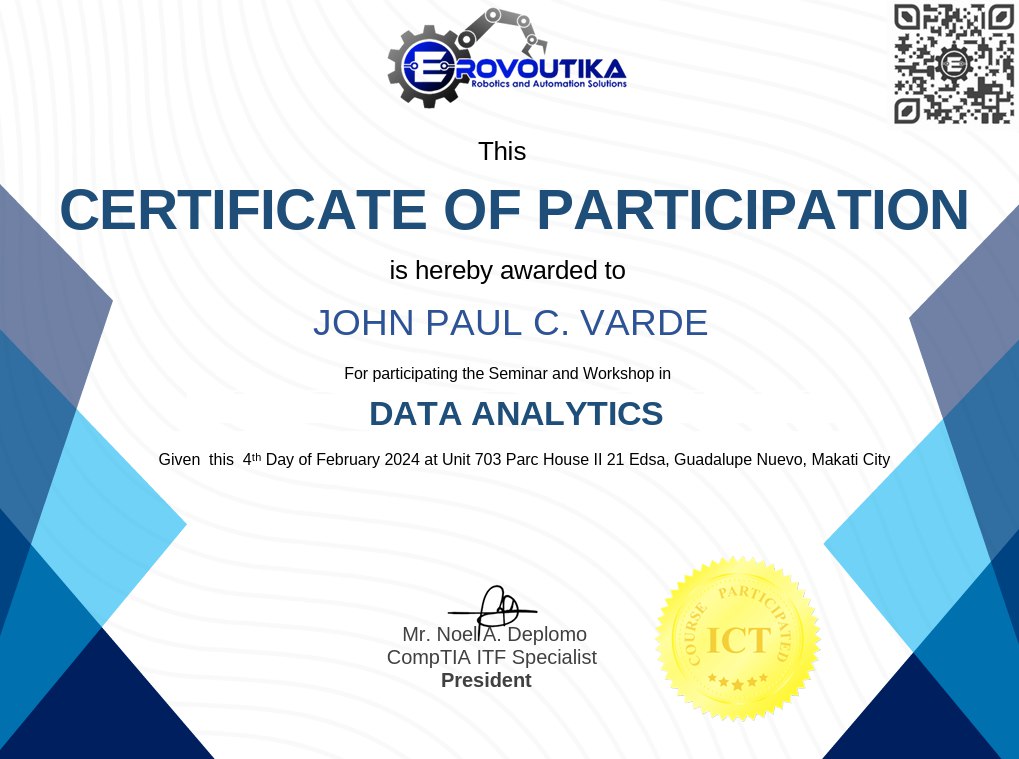 EROVOUTIKA
Robotics and Automation Solutions
This
CERTIFICATE OF PARTICIPATION
is hereby awarded to
JOHN PAUL C. VARDE
For participating the Seminar and Workshop in
DATA ANALYTICS
Given this 4th Day of February 2024 at Unit 703 Parc House II 21 Edsa, Guadalupe Nuevo, Makati City
Mr. Noel A. Deplomo
CompTIA ITF Specialist
President
COURSE PARTICIPATED
ICT